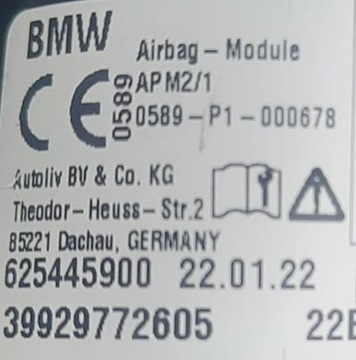 BMW
Airbag - Module
CE 0589
APM2/1
0589-P1-000678
Autoliv BV & Co. KG
Theodor-Heuss-Str.2
85221 Dachau, GERMANY
625445900 22.01.22
39929772605